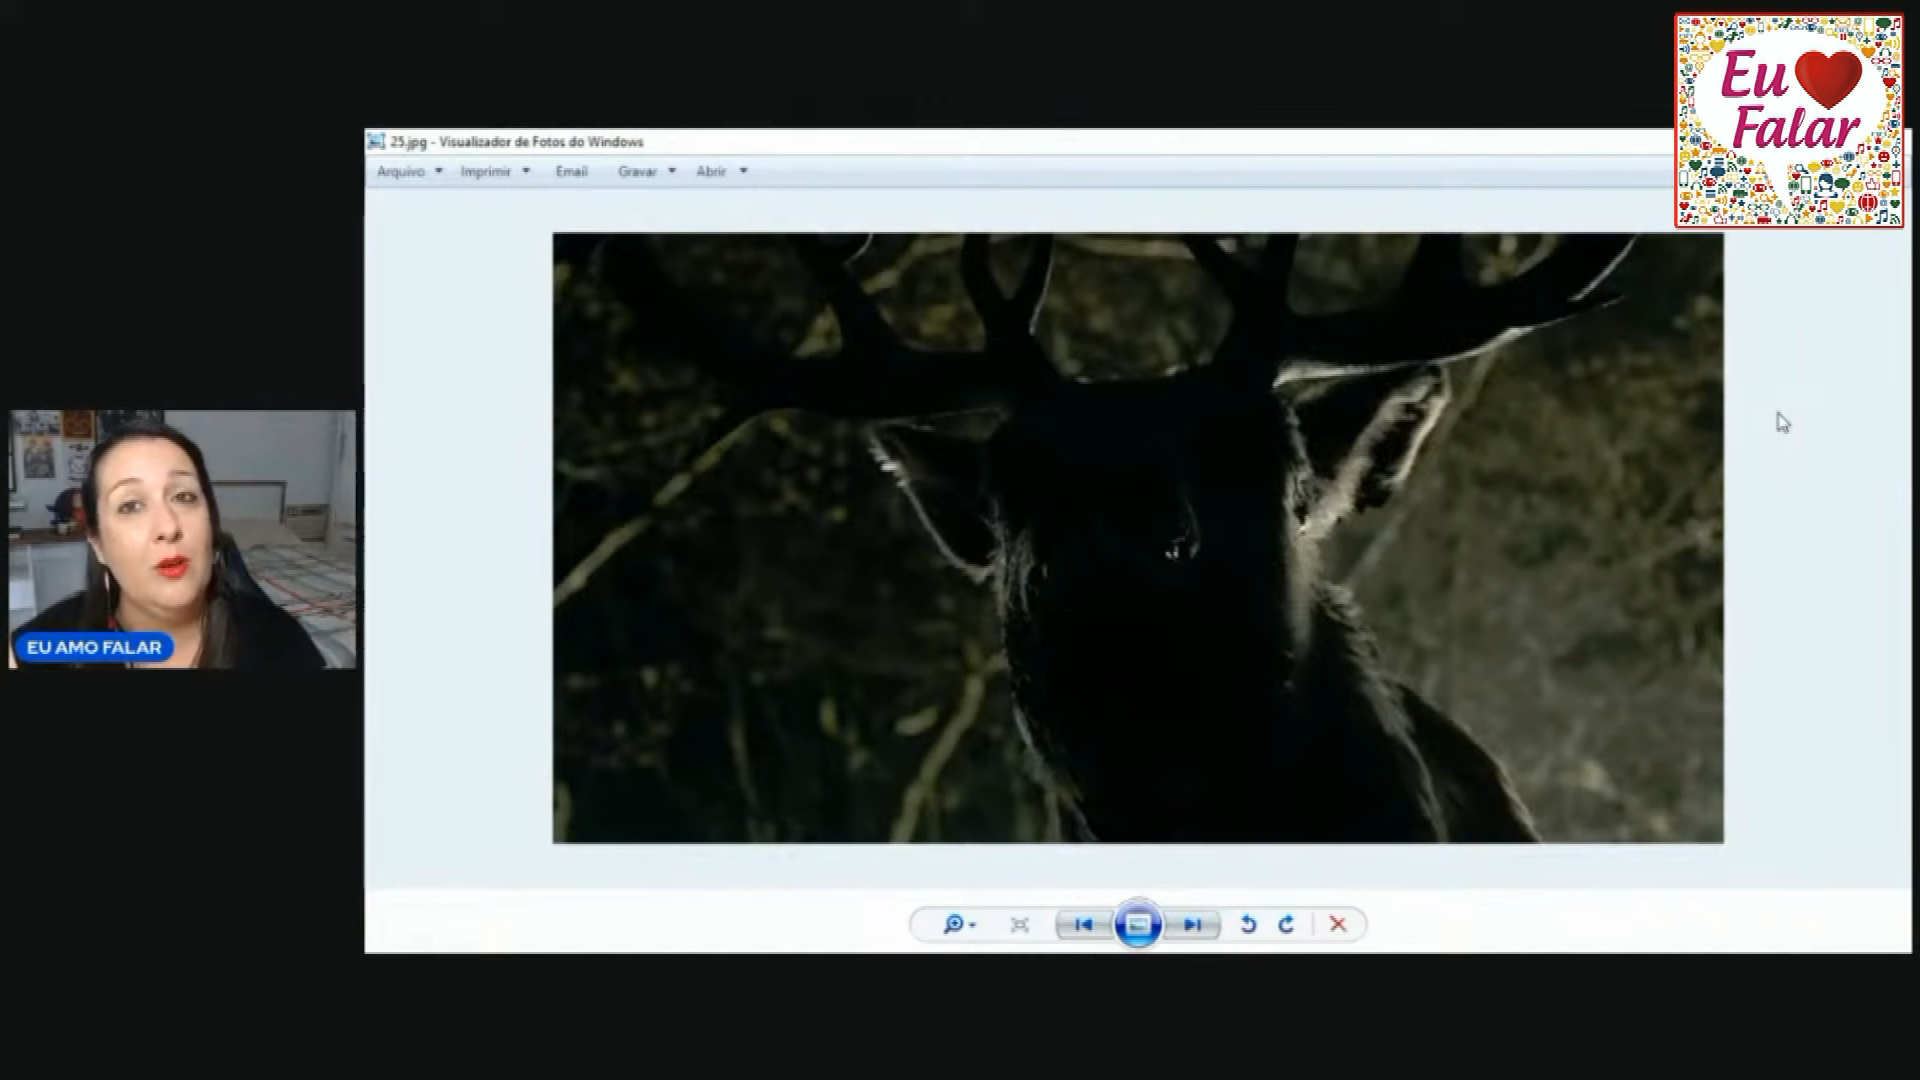 Eu
Falar
25.jpg - Visualizador de Fotos do Windows
Arquivo Imprimir Email Gravar Abrir
EU AMO FALAR